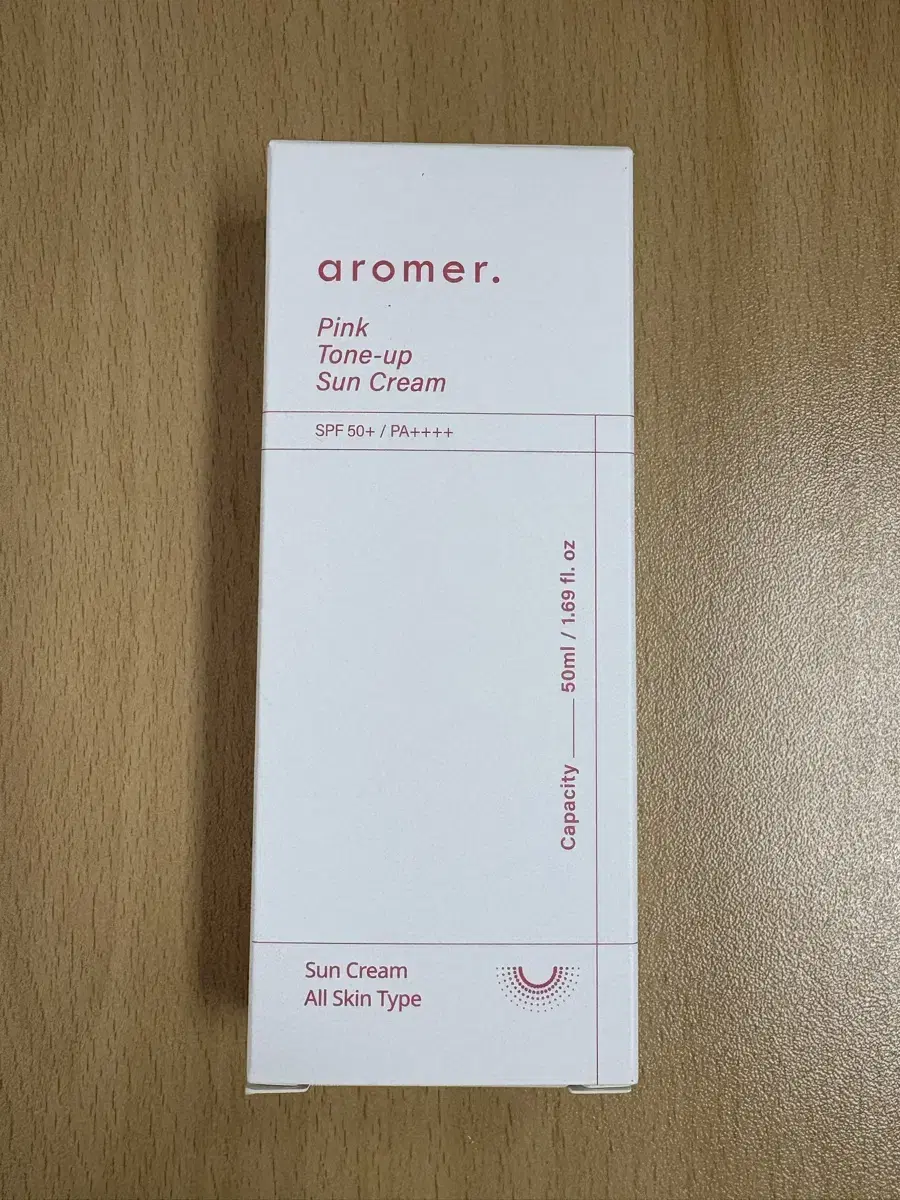 aromer.
Pink
Tone-up
Sun Cream
SPF 50+ / PA++++
Capacity —— 50ml / 1.69 fl. oz
Sun Cream
All Skin Type